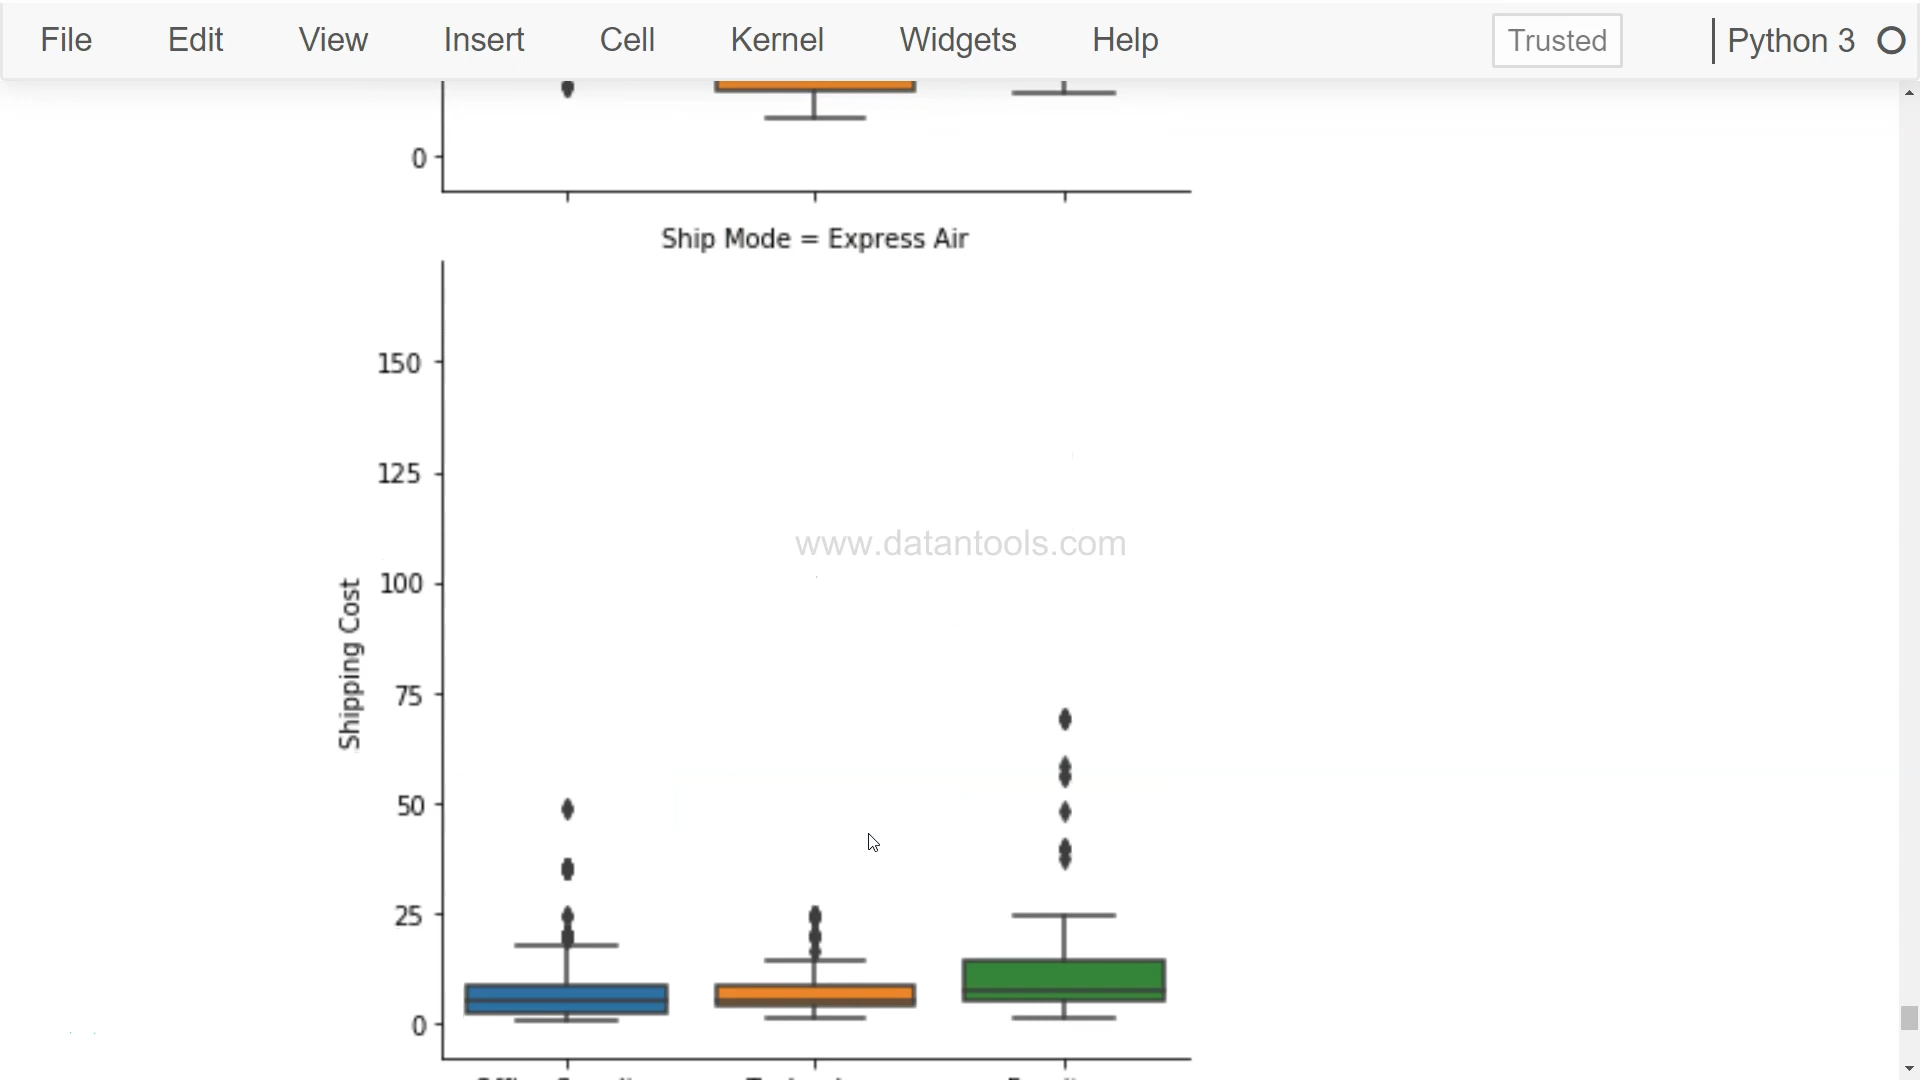 File Edit View Insert Cell Kernel Widgets Help Trusted Python 3
0
Ship Mode = Express Air
150
125
www.datantools.com
100
Shipping Cost
75
50
25
0